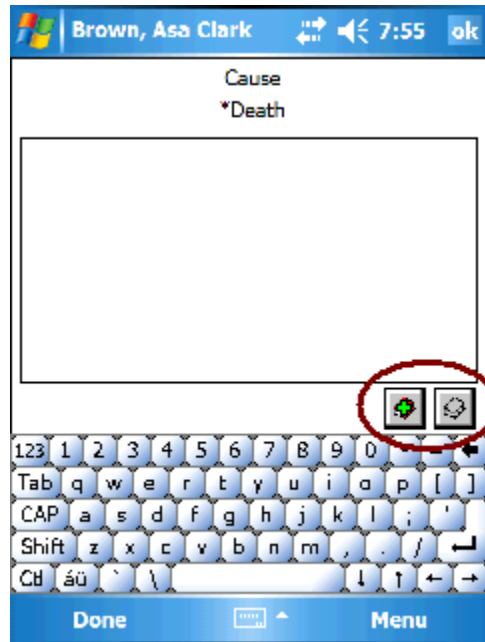 Brown, Asa Clark 7:55 ok
Cause
*Death
123 1 2 3 4 5 6 7 8 9 0 - =
Tab q w e r t y u i o p [ ]
CAP a s d f g h j k l ; '
Shift z x c v b n m , . /
Ctl áü ` \
Done Menu